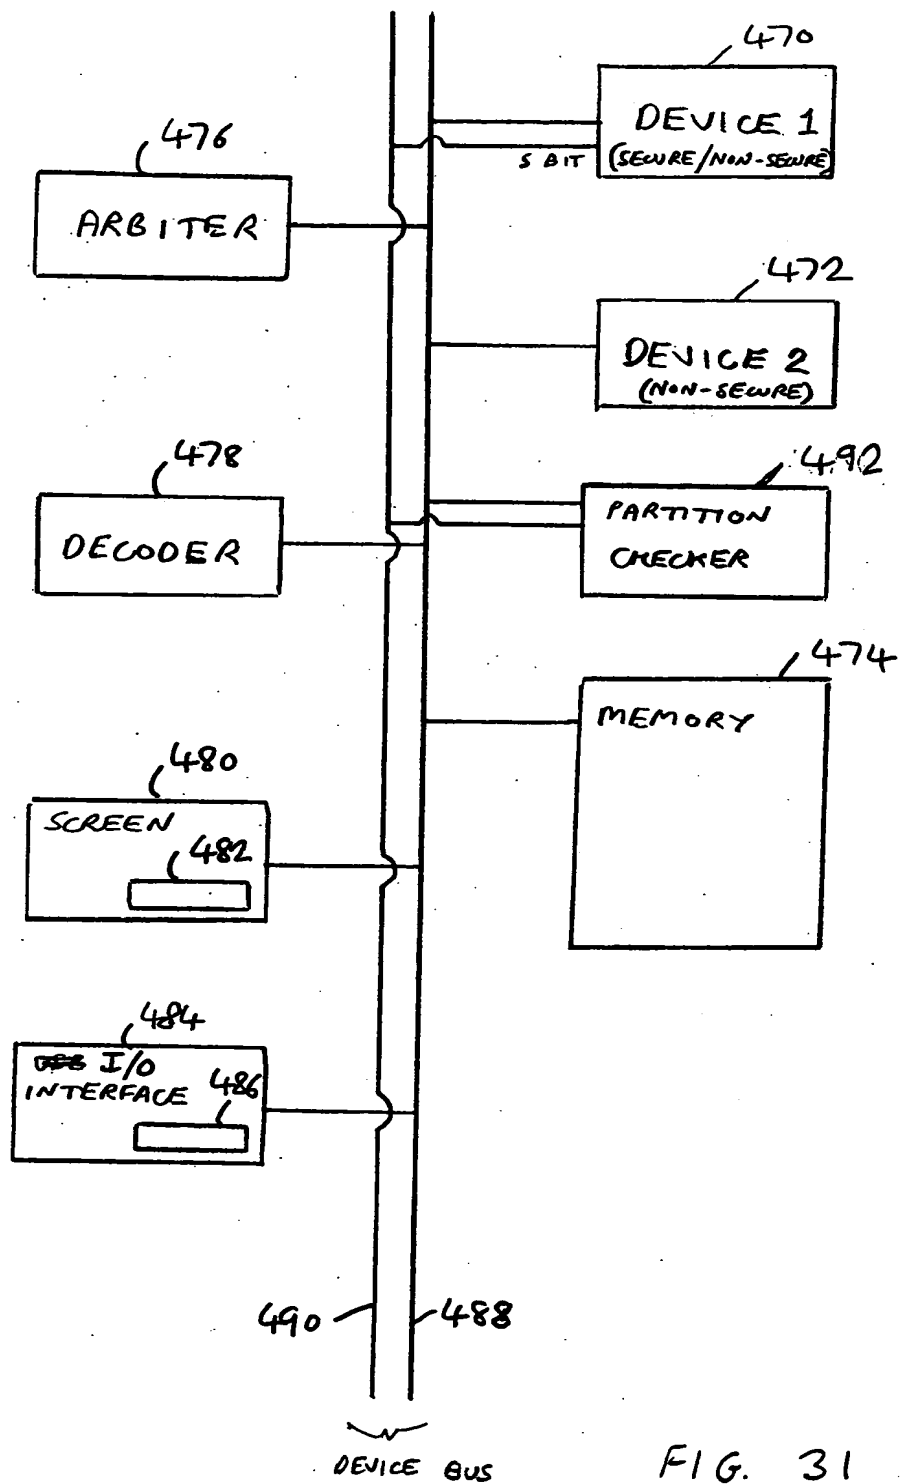 470
DEVICE 1
(SECURE/NON-SECURE)
S BIT
476
ARBITER
472
DEVICE 2
(NON-SECURE)
478
DECODER
492
PARTITION
CHECKER
474
MEMORY
480
SCREEN
482
484
I/O
INTERFACE
486
490
488
DEVICE BUS
FIG. 31